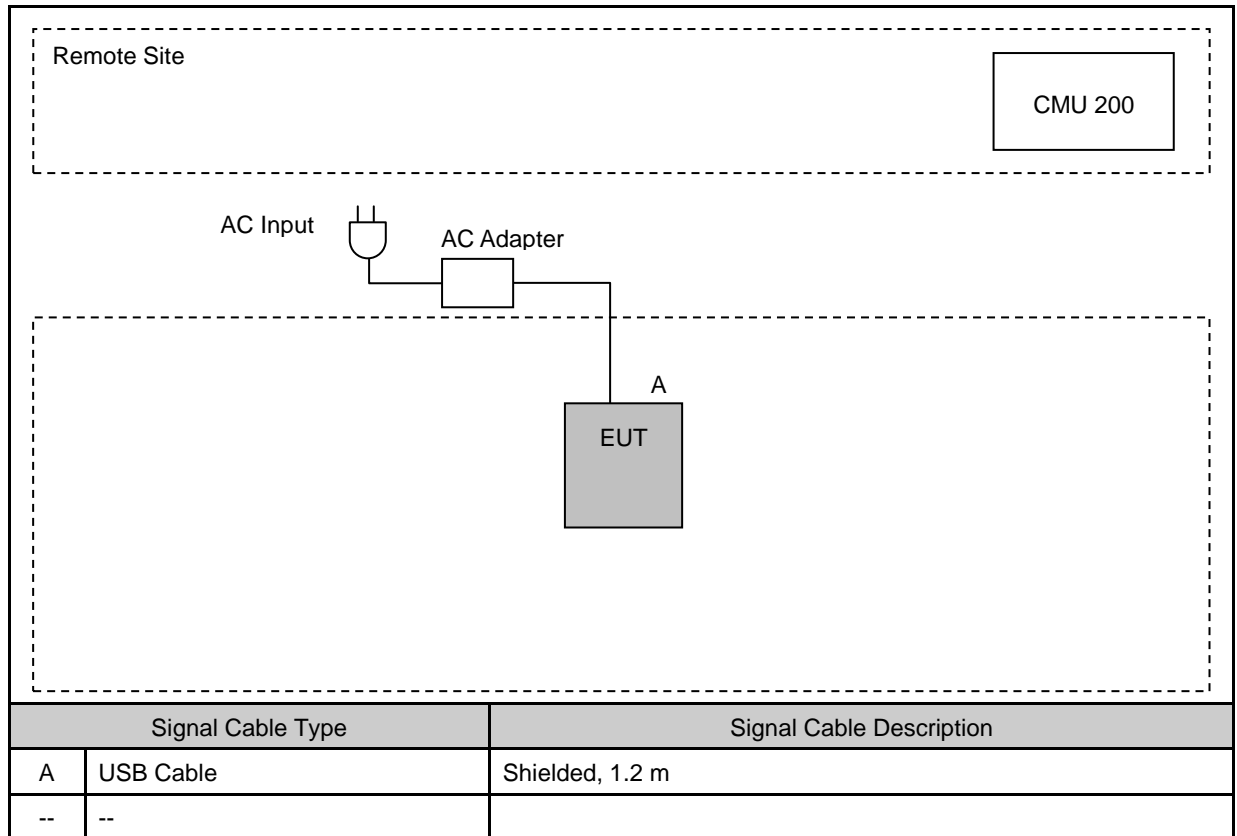 Remote Site
CMU 200
AC Input
AC Adapter
A
EUT
Signal Cable Type Signal Cable Description
A USB Cable Shielded, 1.2 m
-- --